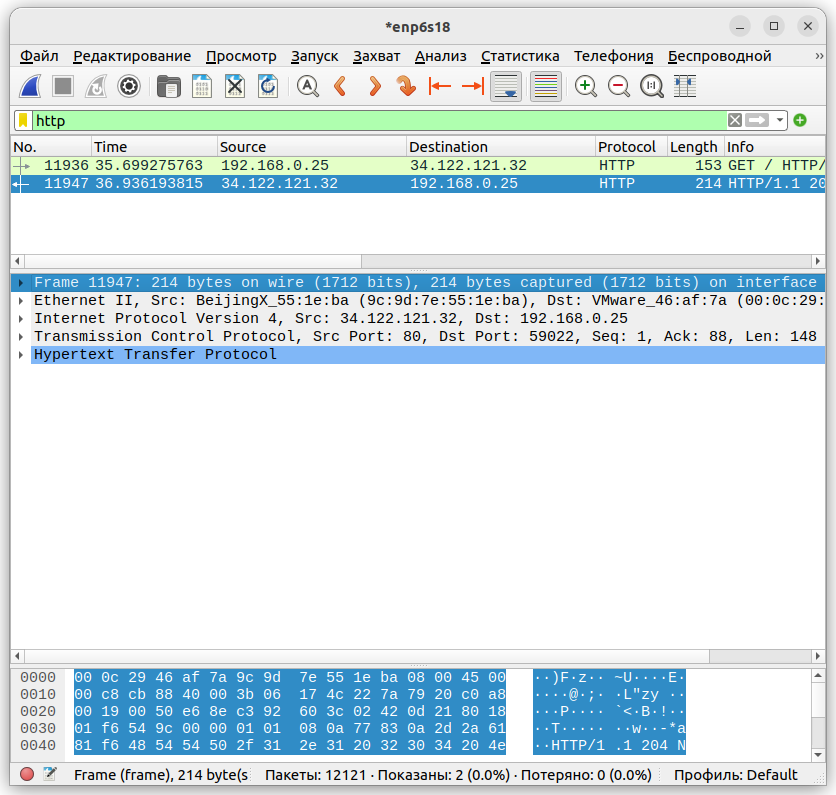 *enp6s18
Файл Редактирование Просмотр Запуск Захват Анализ Статистика Телефония Беспроводной »
http
No. Time Source Destination Protocol Length Info
11936 35.699275763 192.168.0.25 34.122.121.32 HTTP 153 GET / HTTP/
11947 36.936193815 34.122.121.32 192.168.0.25 HTTP 214 HTTP/1.1 20
Frame 11947: 214 bytes on wire (1712 bits), 214 bytes captured (1712 bits) on interface
Ethernet II, Src: BeijingX_55:1e:ba (9c:9d:7e:55:1e:ba), Dst: VMware_46:af:7a (00:0c:29:
Internet Protocol Version 4, Src: 34.122.121.32, Dst: 192.168.0.25
Transmission Control Protocol, Src Port: 80, Dst Port: 59022, Seq: 1, Ack: 88, Len: 148
Hypertext Transfer Protocol
0000 00 0c 29 46 af 7a 9c 9d 7e 55 1e ba 08 00 45 00 ··)F·z·· ~U····E·
0010 00 c8 cb 88 40 00 3b 06 17 4c 22 7a 79 20 c0 a8 ····@·;· ·L"zy ··
0020 00 19 00 50 e6 8e c3 92 60 3c 02 42 0d 21 80 18 ···P···· `<·B·!··
0030 01 f6 54 9c 00 00 01 01 08 0a 77 83 0a 2d 2a 61 ··T····· ··w··-*a
0040 81 f6 48 54 54 50 2f 31 2e 31 20 32 30 34 20 4e ··HTTP/1 .1 204 N
Frame (frame), 214 byte(s Пакеты: 12121 · Показаны: 2 (0.0%) · Потеряно: 0 (0.0%) Профиль: Default